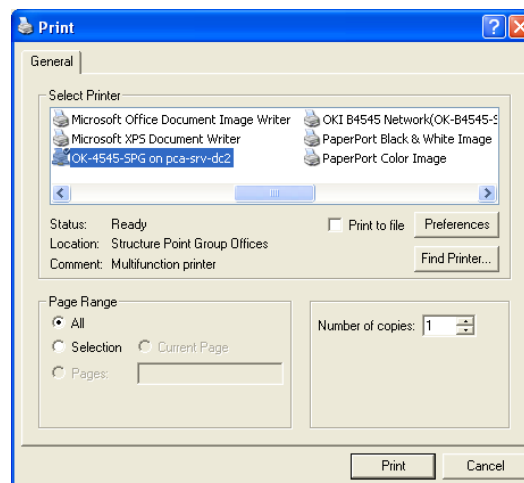 Print
General
Select Printer
Microsoft Office Document Image Writer
Microsoft XPS Document Writer
OK-4545-SPG on pca-srv-dc2
OKI B4545 Network(OK-B4545-S
PaperPort Black & White Image
PaperPort Color Image
Status: Ready
Location: Structure Point Group Offices
Comment: Multifunction printer
Print to file
Preferences
Find Printer...
Page Range
All
Selection
Current Page
Pages:
Number of copies: 1
Print
Cancel